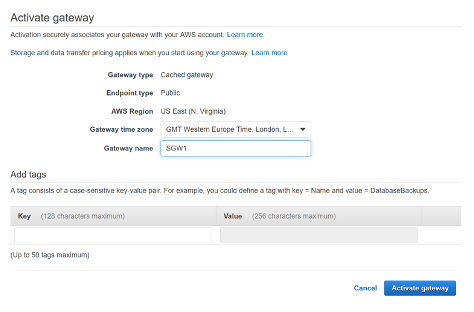 Activate gateway
Activation securely associates your gateway with your AWS account. Learn more
Storage and data transfer pricing applies when you start using your gateway. Learn more
Gateway type Cached gateway
Endpoint type Public
AWS Region US East (N. Virginia)
Gateway time zone GMT Western Europe Time, London, L...
Gateway name SGW1
Add tags
A tag consists of a case-sensitive key-value pair. For example, you could define a tag with key = Name and value = DatabaseBackups.
Key (128 characters maximum) Value (256 characters maximum)
(Up to 50 tags maximum)
Cancel Activate gateway